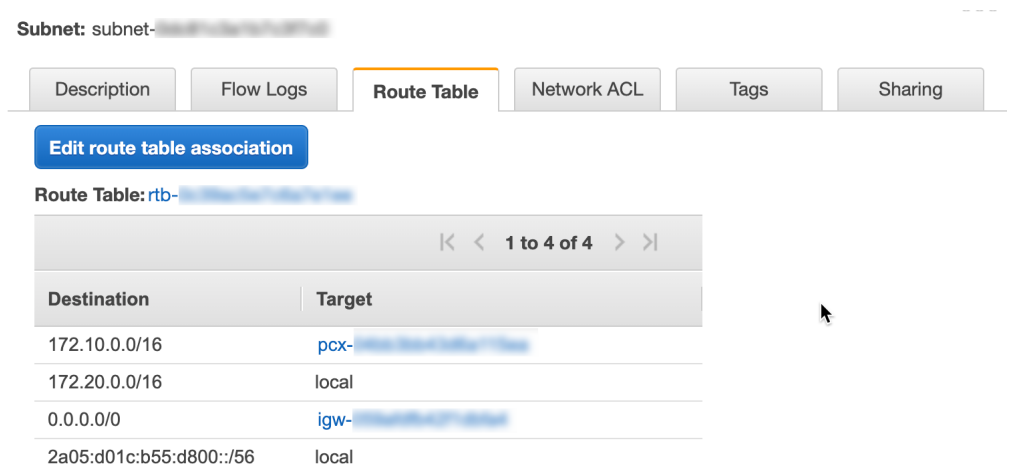 Subnet: subnet-
Description Flow Logs Route Table Network ACL Tags Sharing
Edit route table association
Route Table: rtb-
1 to 4 of 4
Destination Target
172.10.0.0/16 pcx-
172.20.0.0/16 local
0.0.0.0/0 igw-
2a05:d01c:b55:d800::/56 local